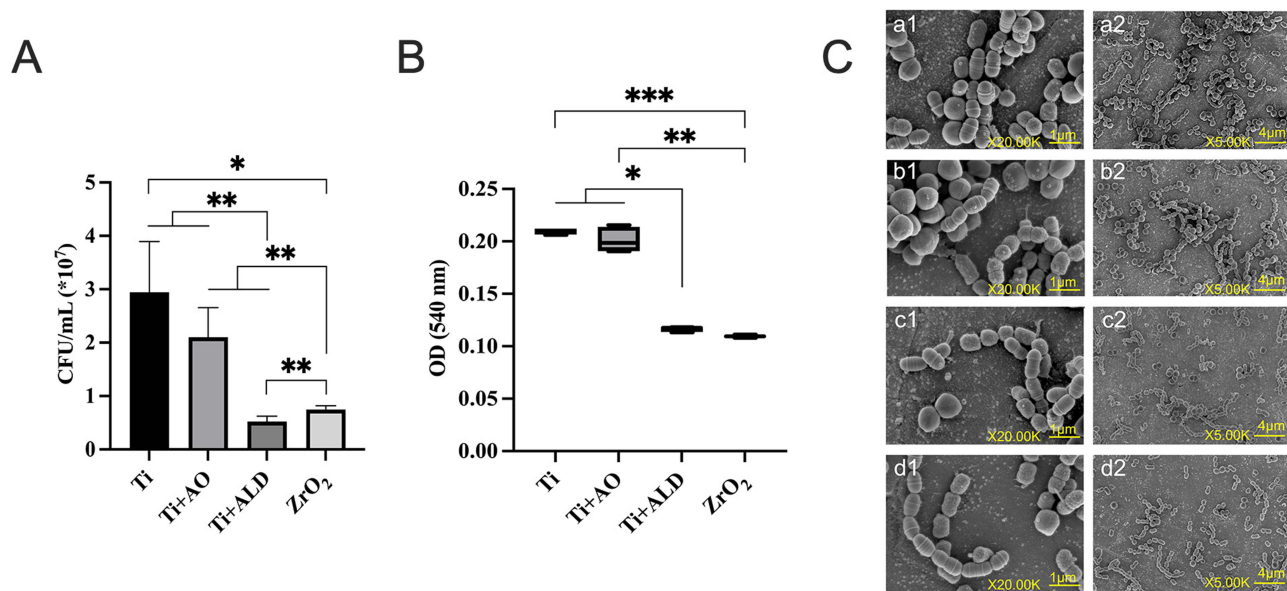 A
B
C
*
**
**
**
5
4
3
2
1
0
CFU/mL (*10⁷)
Ti
Ti+AO
Ti+ALD
ZrO₂
***
**
*
0.25
0.20
0.15
0.10
0.05
0.00
OD (540 nm)
Ti
Ti+AO
Ti+ALD
ZrO₂
a1
X20.00K 1μm
a2
X5.00K 4μm
b1
X20.00K 1μm
b2
X5.00K 4μm
c1
X20.00K 1μm
c2
X5.00K 4μm
d1
X20.00K 1μm
d2
X5.00K 4μm